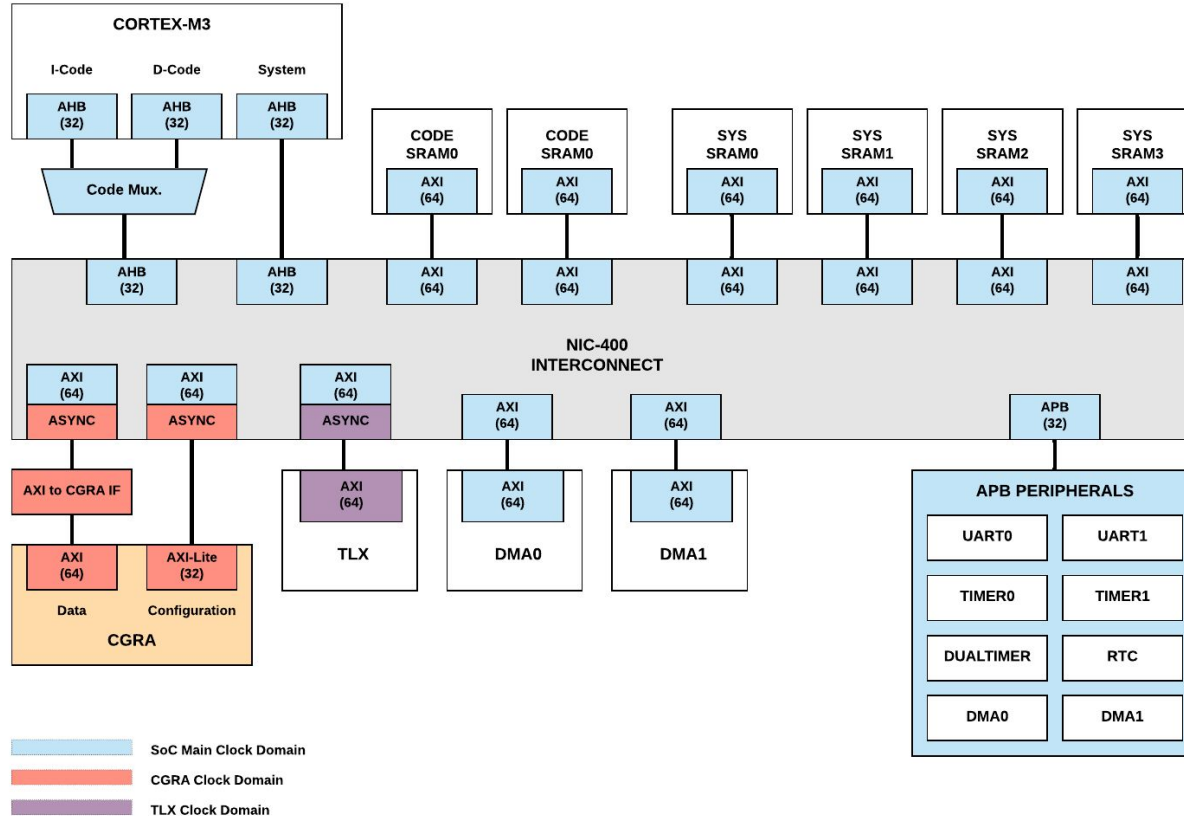 CORTEX-M3
I-Code
D-Code
System
AHB
(32)
AHB
(32)
AHB
(32)
Code Mux.
CODE
SRAM0
AXI
(64)
CODE
SRAM0
AXI
(64)
SYS
SRAM0
AXI
(64)
SYS
SRAM1
AXI
(64)
SYS
SRAM2
AXI
(64)
SYS
SRAM3
AXI
(64)
AHB
(32)
AHB
(32)
AXI
(64)
AXI
(64)
AXI
(64)
AXI
(64)
AXI
(64)
AXI
(64)
NIC-400
INTERCONNECT
AXI
(64)
ASYNC
AXI
(64)
ASYNC
AXI
(64)
ASYNC
AXI
(64)
AXI
(64)
APB
(32)
AXI to CGRA IF
AXI
(64)
Data
AXI-Lite
(32)
Configuration
CGRA
AXI
(64)
TLX
AXI
(64)
DMA0
AXI
(64)
DMA1
APB PERIPHERALS
UART0
UART1
TIMER0
TIMER1
DUALTIMER
RTC
DMA0
DMA1
SoC Main Clock Domain
CGRA Clock Domain
TLX Clock Domain